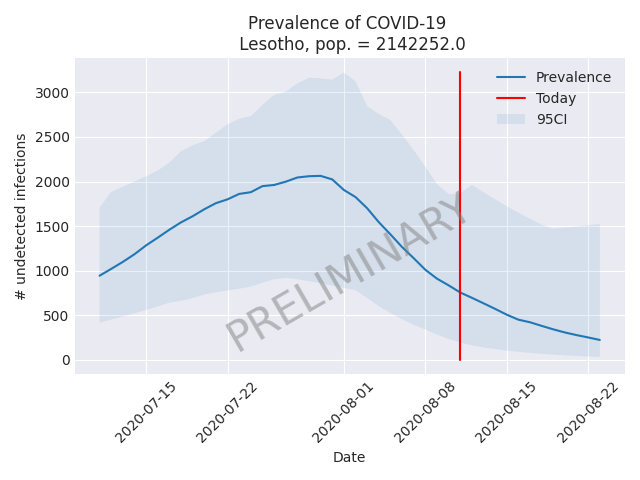 Prevalence of COVID-19
Lesotho, pop. = 2142252.0
Prevalence
Today
95CI
# undetected infections
3000
2500
2000
1500
1000
500
0
PRELIMINARY
2020-07-15
2020-07-22
2020-08-01
2020-08-08
2020-08-15
2020-08-22
Date